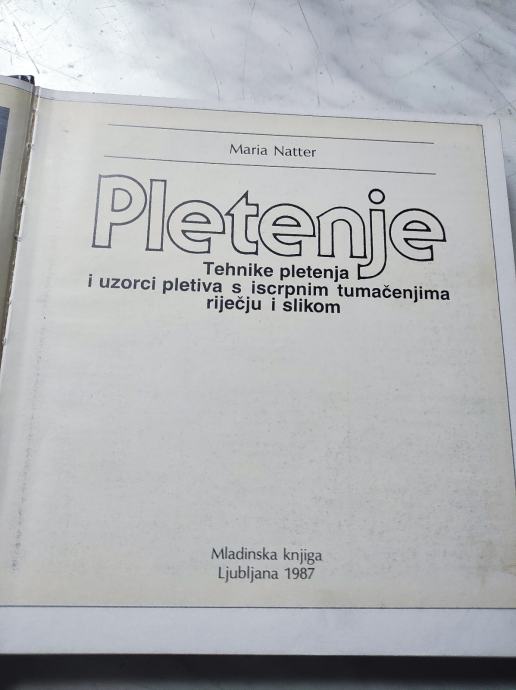 Maria Natter
Pletenje
Tehnike pletenja
i uzorci pletiva s iscrpnim tumačenjima
riječju i slikom
Mladinska knjiga
Ljubljana 1987